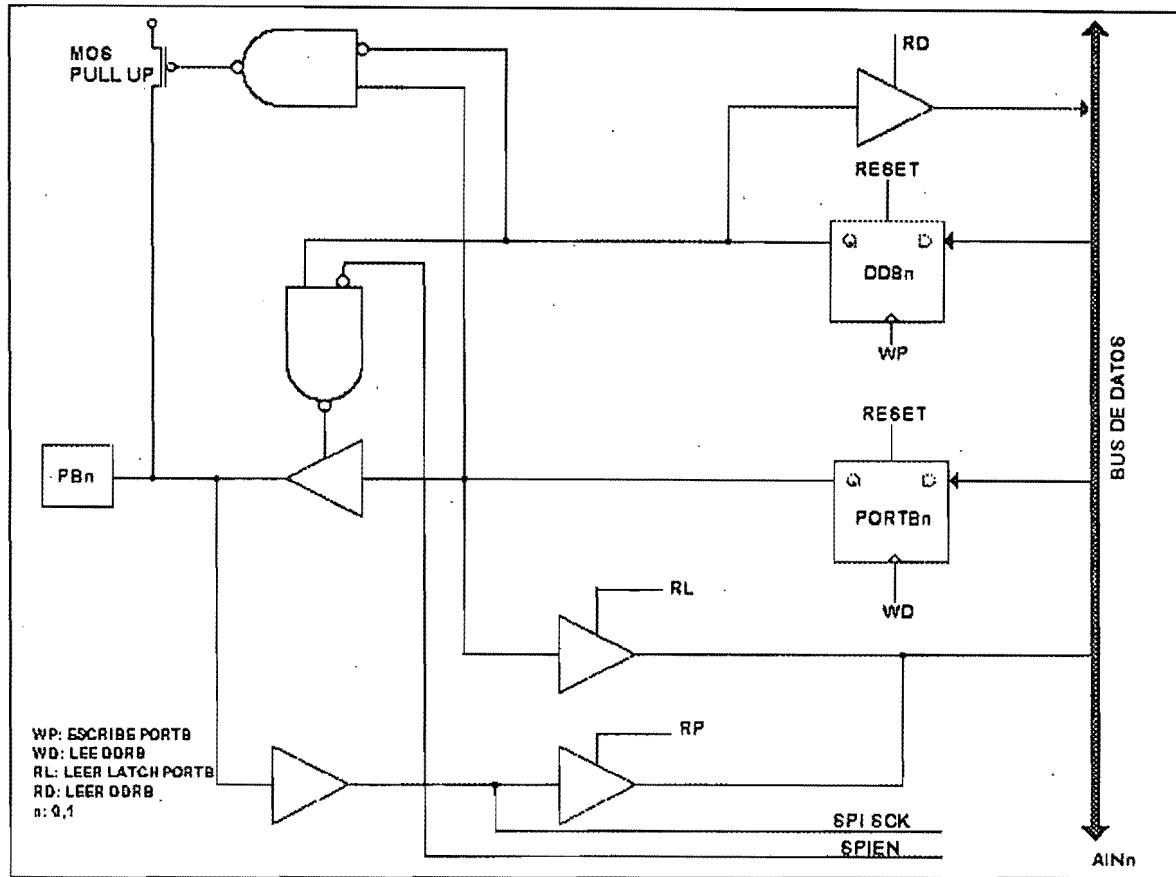 MOS
PULL UP
RD
RESET
Q D
DDBn
WP
BUS DE DATOS
RESET
PBn
Q D
PORTBn
WD
RL
RP
WP: ESCRIBE PORTB
WD: LEE DDRB
RL: LEER LATCH PORTB
RD: LEER DDRB
n: 0,1
SPI SCK
SPIEN
AINn